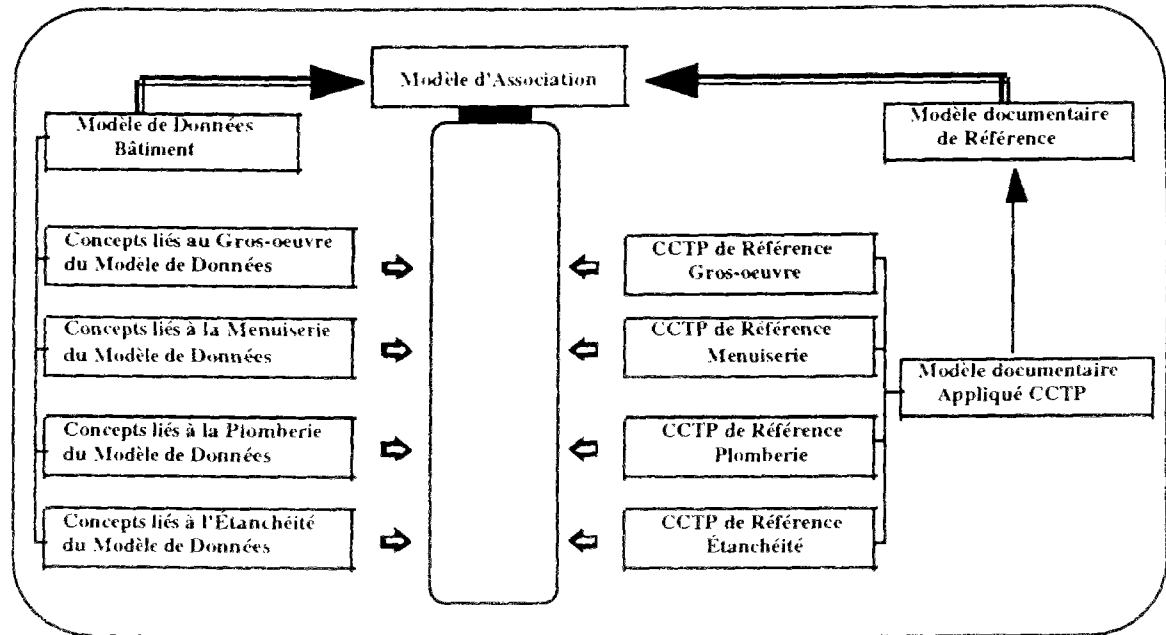 Modèle d'Association
Modèle de Données
Bâtiment
Modèle documentaire
de Référence
Concepts liés au Gros-oeuvre
du Modèle de Données
CCTP de Référence
Gros-oeuvre
Concepts liés à la Menuiserie
du Modèle de Données
CCTP de Référence
Menuiserie
Modèle documentaire
Appliqué CCTP
Concepts liés à la Plomberie
du Modèle de Données
CCTP de Référence
Plomberie
Concepts liés à l'Étanchéité
du Modèle de Données
CCTP de Référence
Étanchéité